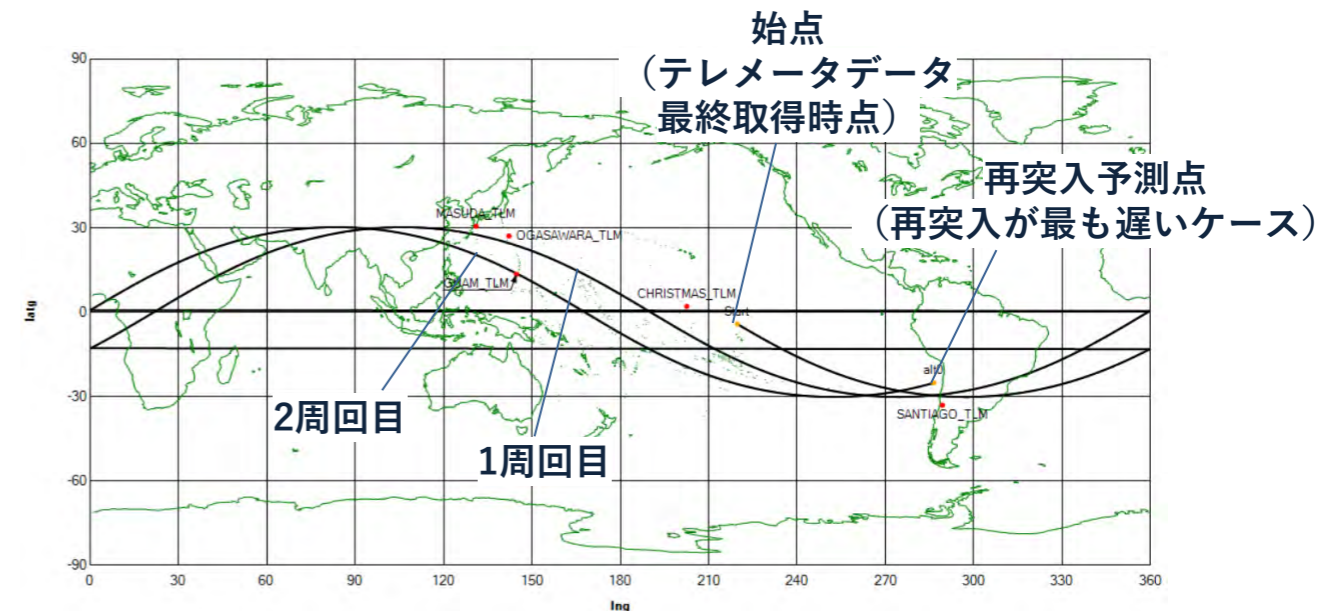 始点
(テレメータデータ
最終取得時点)
再突入予測点
(再突入が最も遅いケース)
90
60
MASUDA_TLM
30
OGASAWARA_TLM
GUAM_TLM
CHRISTMAS_TLM
Start
latg
0
alt0
-30
SANTIAGO_TLM
2周回目
1周回目
-60
-90
0 30 60 90 120 150 180 210 240 270 300 330 360
lng